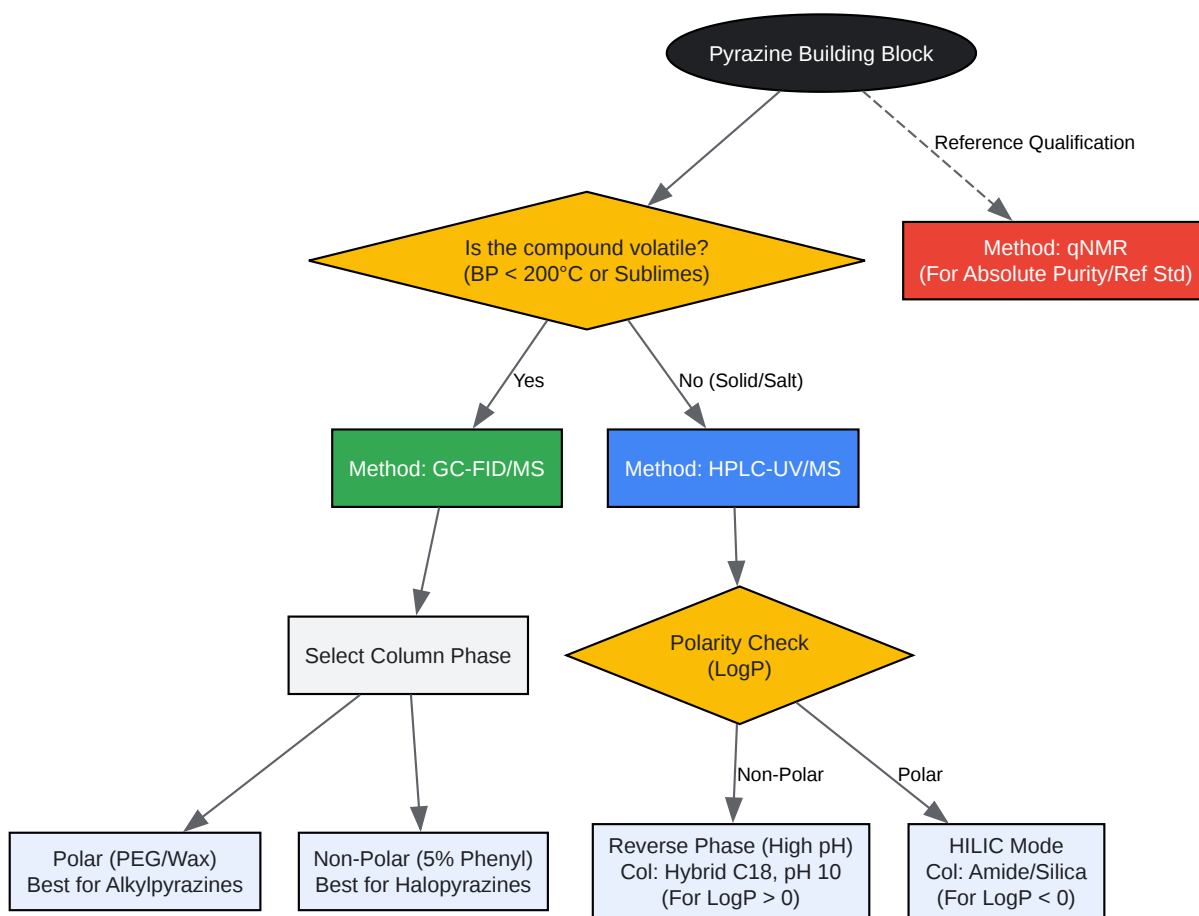 Pyrazine Building Block
Reference Qualification
Is the compound volatile?
(BP < 200°C or Sublimes)
Method: qNMR
(For Absolute Purity/Ref Std)
Yes
No (Solid/Salt)
Method: GC-FID/MS
Method: HPLC-UV/MS
Select Column Phase
Polarity Check
(LogP)
Non-Polar
Polar
Polar (PEG/Wax)
Best for Alkylpyrazines
Non-Polar (5% Phenyl)
Best for Halopyrazines
Reverse Phase (High pH)
Col: Hybrid C18, pH 10
(For LogP > 0)
HILIC Mode
Col: Amide/Silica
(For LogP < 0)